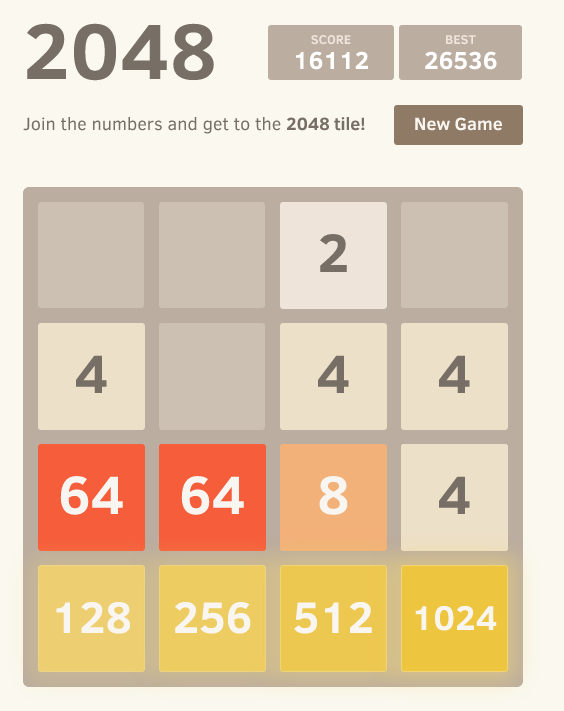 2048
SCORE
16112
BEST
26536
Join the numbers and get to the 2048 tile!
New Game
2
4 4 4
64 64 8 4
128 256 512 1024